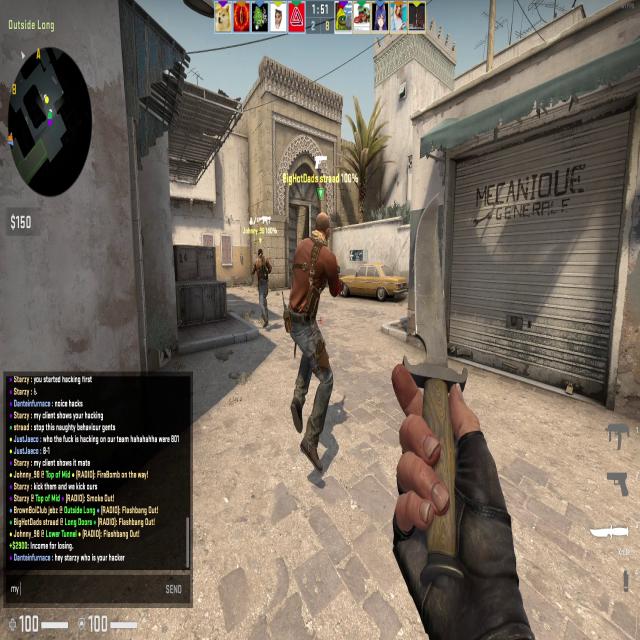 1:51
2 8
Outside Long
A
B
$150
BigHotDads stread 100%
Johnny_98 100%
MECANIQUE
GENERALE
Starzy : you started hacking first
Starzy : i,
Danteinfurnace : noice hacks
Starzy : my client shows your hacking
stread : stop this naughty behaviour gents
JustJaaco : who the fuck is hacking on our team huhahahha were 801
JustJaaco : 8-1
Starzy : my client shows it mate
Johnny_98 @ Top of Mid • [RADIO]: FireBomb on the way!
Starzy : kick them and we kick ours
Starzy @ Top of Mid • [RADIO]: Smoke Out!
BrownBoiClub jebz @ Outside Long • [RADIO]: Flashbang Out!
BigHotDads stread @ Long Doors • [RADIO]: Flashbang Out!
Johnny_98 @ Lower Tunnel • [RADIO]: Flashbang Out!
+$2900: Income for losing.
Danteinfurnace : hey starzy who is your hacker
my
SEND
100
100